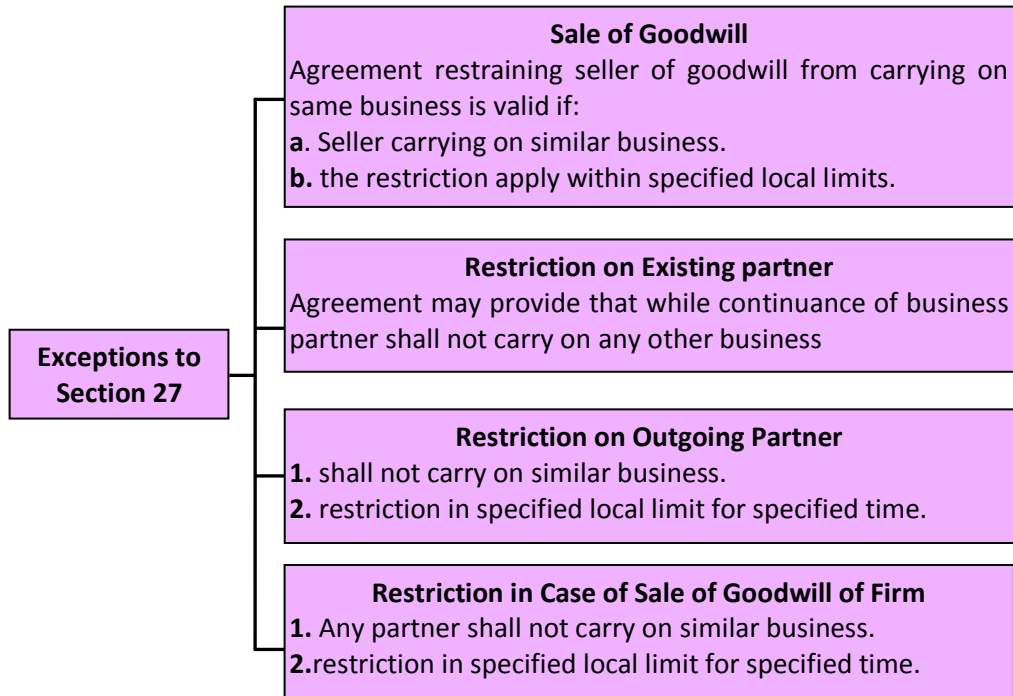 Exceptions to
Section 27
Sale of Goodwill
Agreement restraining seller of goodwill from carrying on
same business is valid if:
a. Seller carrying on similar business.
b. the restriction apply within specified local limits.
Restriction on Existing partner
Agreement may provide that while continuance of business
partner shall not carry on any other business
Restriction on Outgoing Partner
1. shall not carry on similar business.
2. restriction in specified local limit for specified time.
Restriction in Case of Sale of Goodwill of Firm
1. Any partner shall not carry on similar business.
2.restriction in specified local limit for specified time.